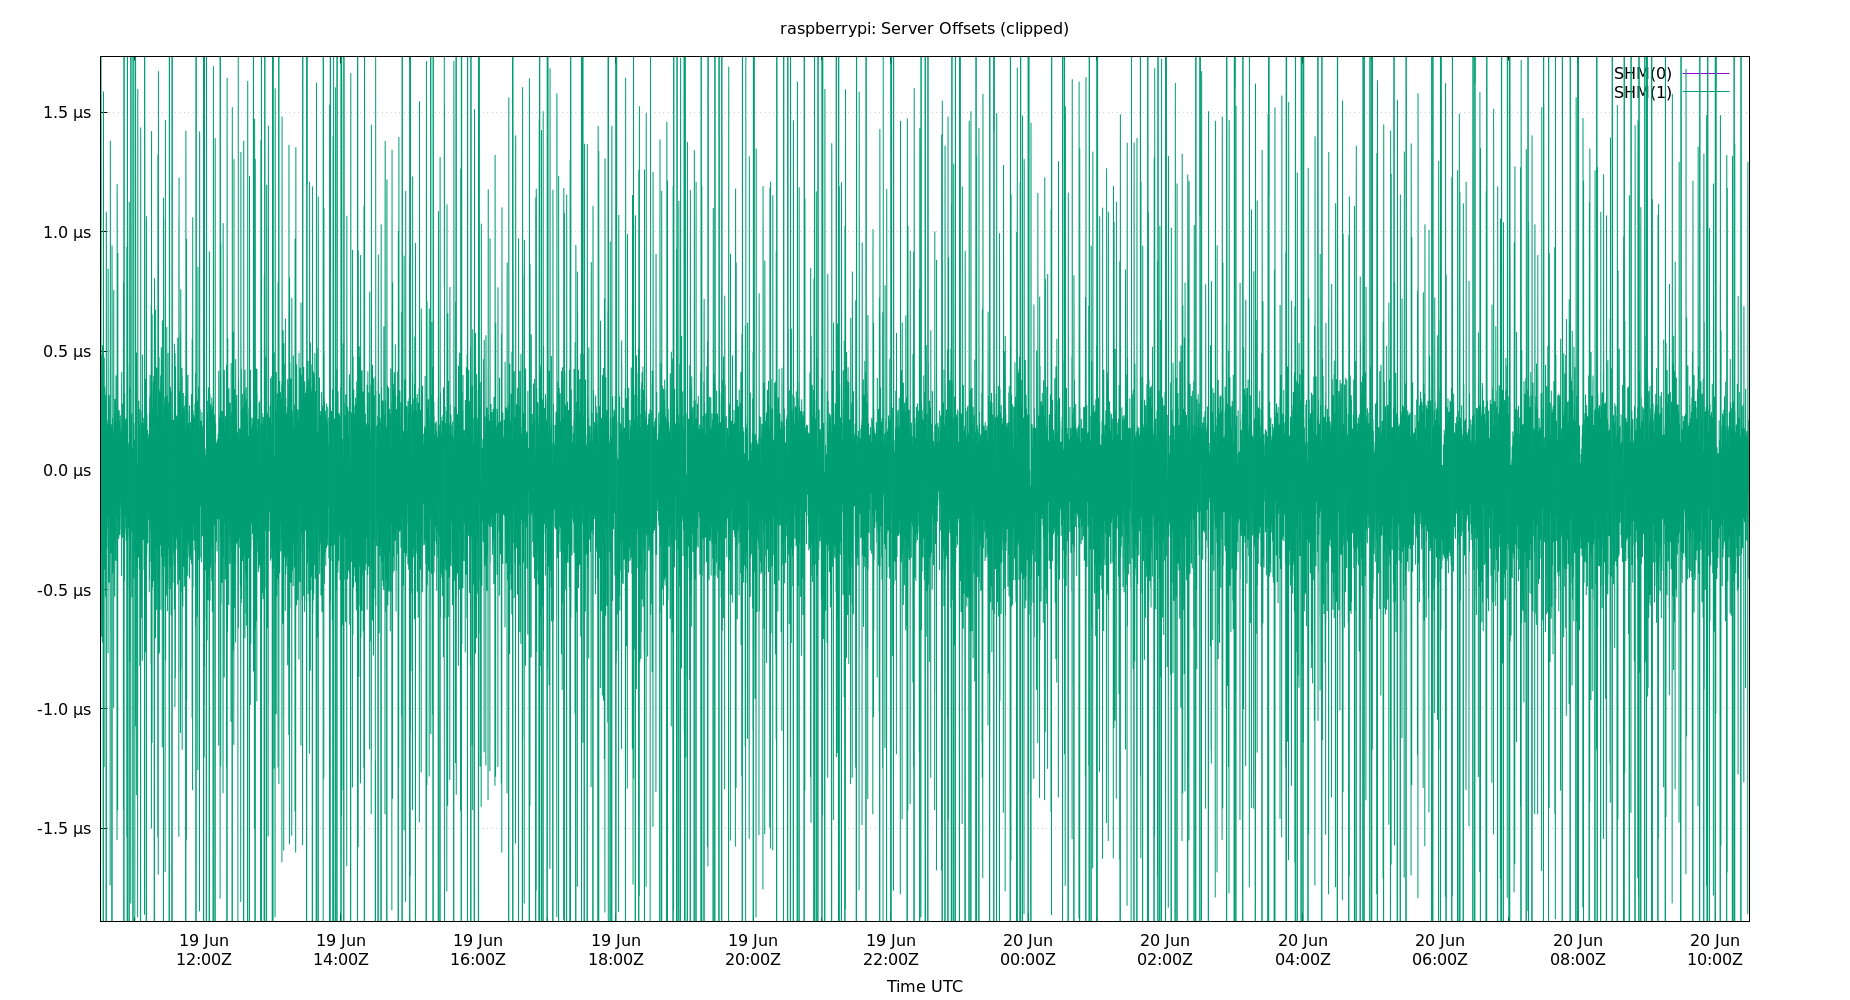 raspberrypi: Server Offsets (clipped)
SHM(0)
SHM(1)
1.5 µs
1.0 µs
0.5 µs
0.0 µs
-0.5 µs
-1.0 µs
-1.5 µs
19 Jun 19 Jun 19 Jun 19 Jun 19 Jun 19 Jun 20 Jun 20 Jun 20 Jun 20 Jun 20 Jun 20 Jun
12:00Z 14:00Z 16:00Z 18:00Z 20:00Z 22:00Z 00:00Z 02:00Z 04:00Z 06:00Z 08:00Z 10:00Z
Time UTC